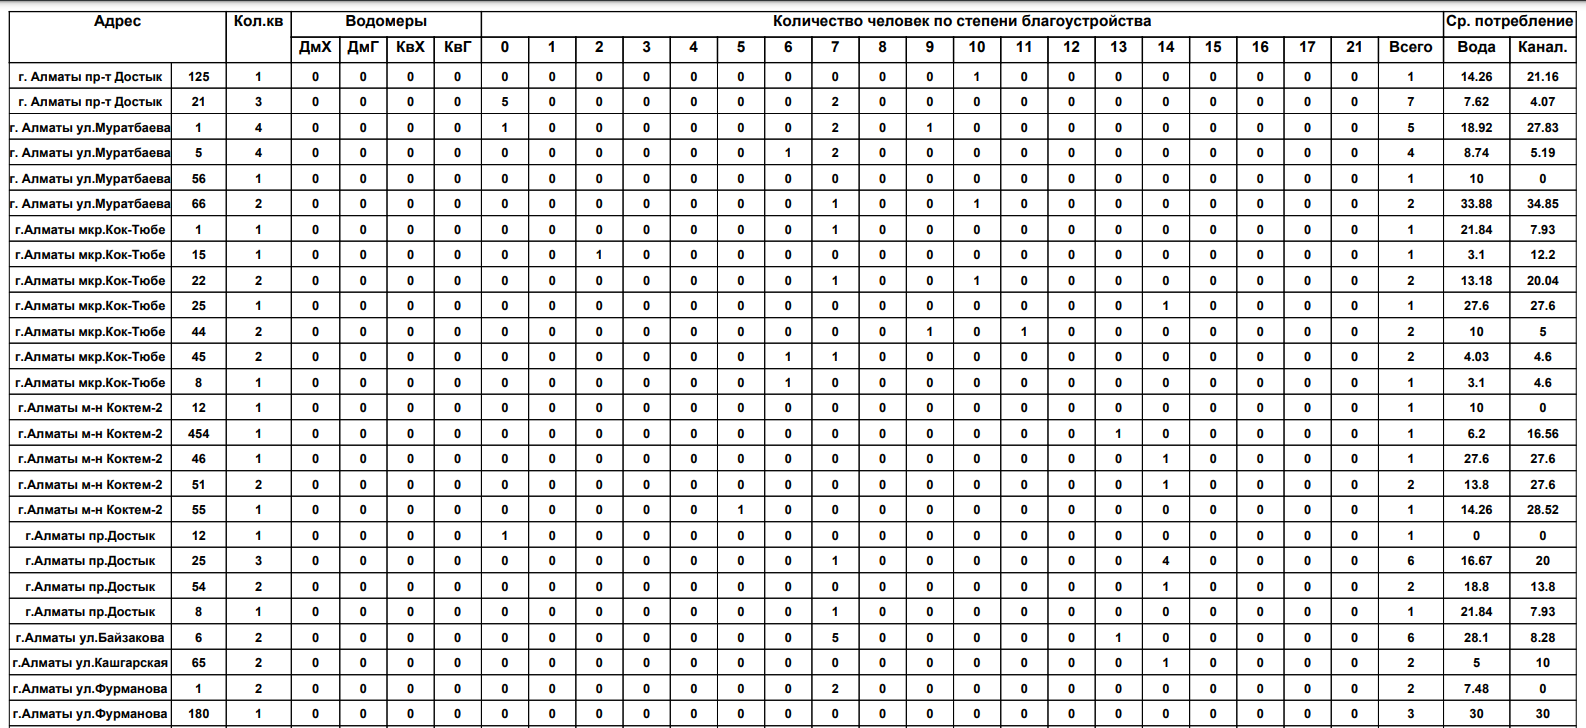 Адрес Кол.кв Водомеры Количество человек по степени благоустройства Ср. потребление
ДмХ ДмГ КвХ КвГ 0 1 2 3 4 5 6 7 8 9 10 11 12 13 14 15 16 17 21 Всего Вода Канал.
г. Алматы пр-т Достык 125 1 0 0 0 0 0 0 0 0 0 0 0 0 0 0 1 0 0 0 0 0 0 0 0 1 14.26 21.16
г. Алматы пр-т Достык 21 3 0 0 0 0 5 0 0 0 0 0 0 2 0 0 0 0 0 0 0 0 0 0 0 7 7.62 4.07
г. Алматы ул.Муратбаева 1 4 0 0 0 0 1 0 0 0 0 0 0 2 0 1 0 0 0 0 0 0 0 0 0 5 18.92 27.83
г. Алматы ул.Муратбаева 5 4 0 0 0 0 0 0 0 0 0 0 1 2 0 0 0 0 0 0 0 0 0 0 0 4 8.74 5.19
г. Алматы ул.Муратбаева 56 1 0 0 0 0 0 0 0 0 0 0 0 0 0 0 0 0 0 0 0 0 0 0 0 1 10 0
г. Алматы ул.Муратбаева 66 2 0 0 0 0 0 0 0 0 0 0 0 1 0 0 1 0 0 0 0 0 0 0 0 2 33.88 34.85
г.Алматы мкр.Кок-Тюбе 1 1 0 0 0 0 0 0 0 0 0 0 0 1 0 0 0 0 0 0 0 0 0 0 0 1 21.84 7.93
г.Алматы мкр.Кок-Тюбе 15 1 0 0 0 0 0 0 1 0 0 0 0 0 0 0 0 0 0 0 0 0 0 0 0 1 3.1 12.2
г.Алматы мкр.Кок-Тюбе 22 2 0 0 0 0 0 0 0 0 0 0 0 1 0 0 1 0 0 0 0 0 0 0 0 2 13.18 20.04
г.Алматы мкр.Кок-Тюбе 25 1 0 0 0 0 0 0 0 0 0 0 0 0 0 0 0 0 0 0 1 0 0 0 0 1 27.6 27.6
г.Алматы мкр.Кок-Тюбе 44 2 0 0 0 0 0 0 0 0 0 0 0 0 0 1 0 1 0 0 0 0 0 0 0 2 10 5
г.Алматы мкр.Кок-Тюбе 45 2 0 0 0 0 0 0 0 0 0 0 1 1 0 0 0 0 0 0 0 0 0 0 0 2 4.03 4.6
г.Алматы мкр.Кок-Тюбе 8 1 0 0 0 0 0 0 0 0 0 0 1 0 0 0 0 0 0 0 0 0 0 0 0 1 3.1 4.6
г.Алматы м-н Коктем-2 12 1 0 0 0 0 0 0 0 0 0 0 0 0 0 0 0 0 0 0 0 0 0 0 0 1 10 0
г.Алматы м-н Коктем-2 454 1 0 0 0 0 0 0 0 0 0 0 0 0 0 0 0 0 0 1 0 0 0 0 0 1 6.2 16.56
г.Алматы м-н Коктем-2 46 1 0 0 0 0 0 0 0 0 0 0 0 0 0 0 0 0 0 0 1 0 0 0 0 1 27.6 27.6
г.Алматы м-н Коктем-2 51 2 0 0 0 0 0 0 0 0 0 0 0 0 0 0 0 0 0 0 1 0 0 0 0 2 13.8 27.6
г.Алматы м-н Коктем-2 55 1 0 0 0 0 0 0 0 0 0 1 0 0 0 0 0 0 0 0 0 0 0 0 0 1 14.26 28.52
г.Алматы пр.Достык 12 1 0 0 0 0 1 0 0 0 0 0 0 0 0 0 0 0 0 0 0 0 0 0 0 1 0 0
г.Алматы пр.Достык 25 3 0 0 0 0 0 0 0 0 0 0 0 1 0 0 0 0 0 0 4 0 0 0 0 6 16.67 20
г.Алматы пр.Достык 54 2 0 0 0 0 0 0 0 0 0 0 0 0 0 0 0 0 0 0 1 0 0 0 0 2 18.8 13.8
г.Алматы пр.Достык 8 1 0 0 0 0 0 0 0 0 0 0 0 1 0 0 0 0 0 0 0 0 0 0 0 1 21.84 7.93
г.Алматы ул.Байзакова 6 2 0 0 0 0 0 0 0 0 0 0 0 5 0 0 0 0 0 1 0 0 0 0 0 6 28.1 8.28
г.Алматы ул.Кашгарская 65 2 0 0 0 0 0 0 0 0 0 0 0 0 0 0 0 0 0 0 1 0 0 0 0 2 5 10
г.Алматы ул.Фурманова 1 2 0 0 0 0 0 0 0 0 0 0 0 2 0 0 0 0 0 0 0 0 0 0 0 2 7.48 0
г.Алматы ул.Фурманова 180 1 0 0 0 0 0 0 0 0 0 0 0 0 0 0 0 0 0 0 0 0 0 0 0 3 30 30